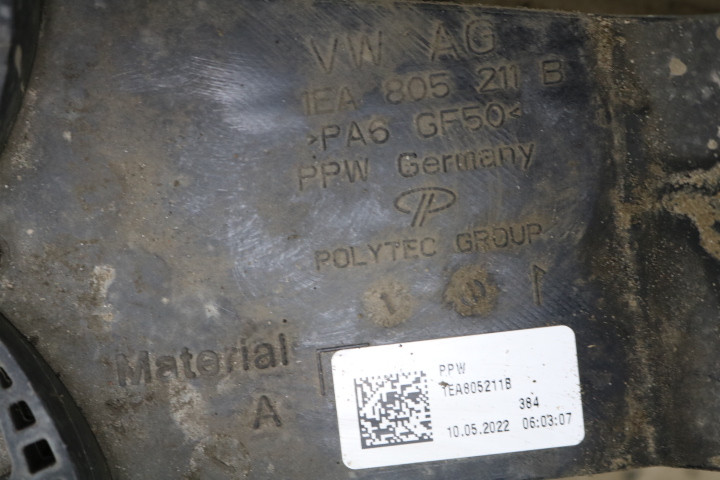 VW AG
1EA 805 211 B
>PA6 GF50<
PPW Germany
POLYTEC GROUP
Material
A
PPW
1EA805211B -
384
10.05.2022 06:03:07